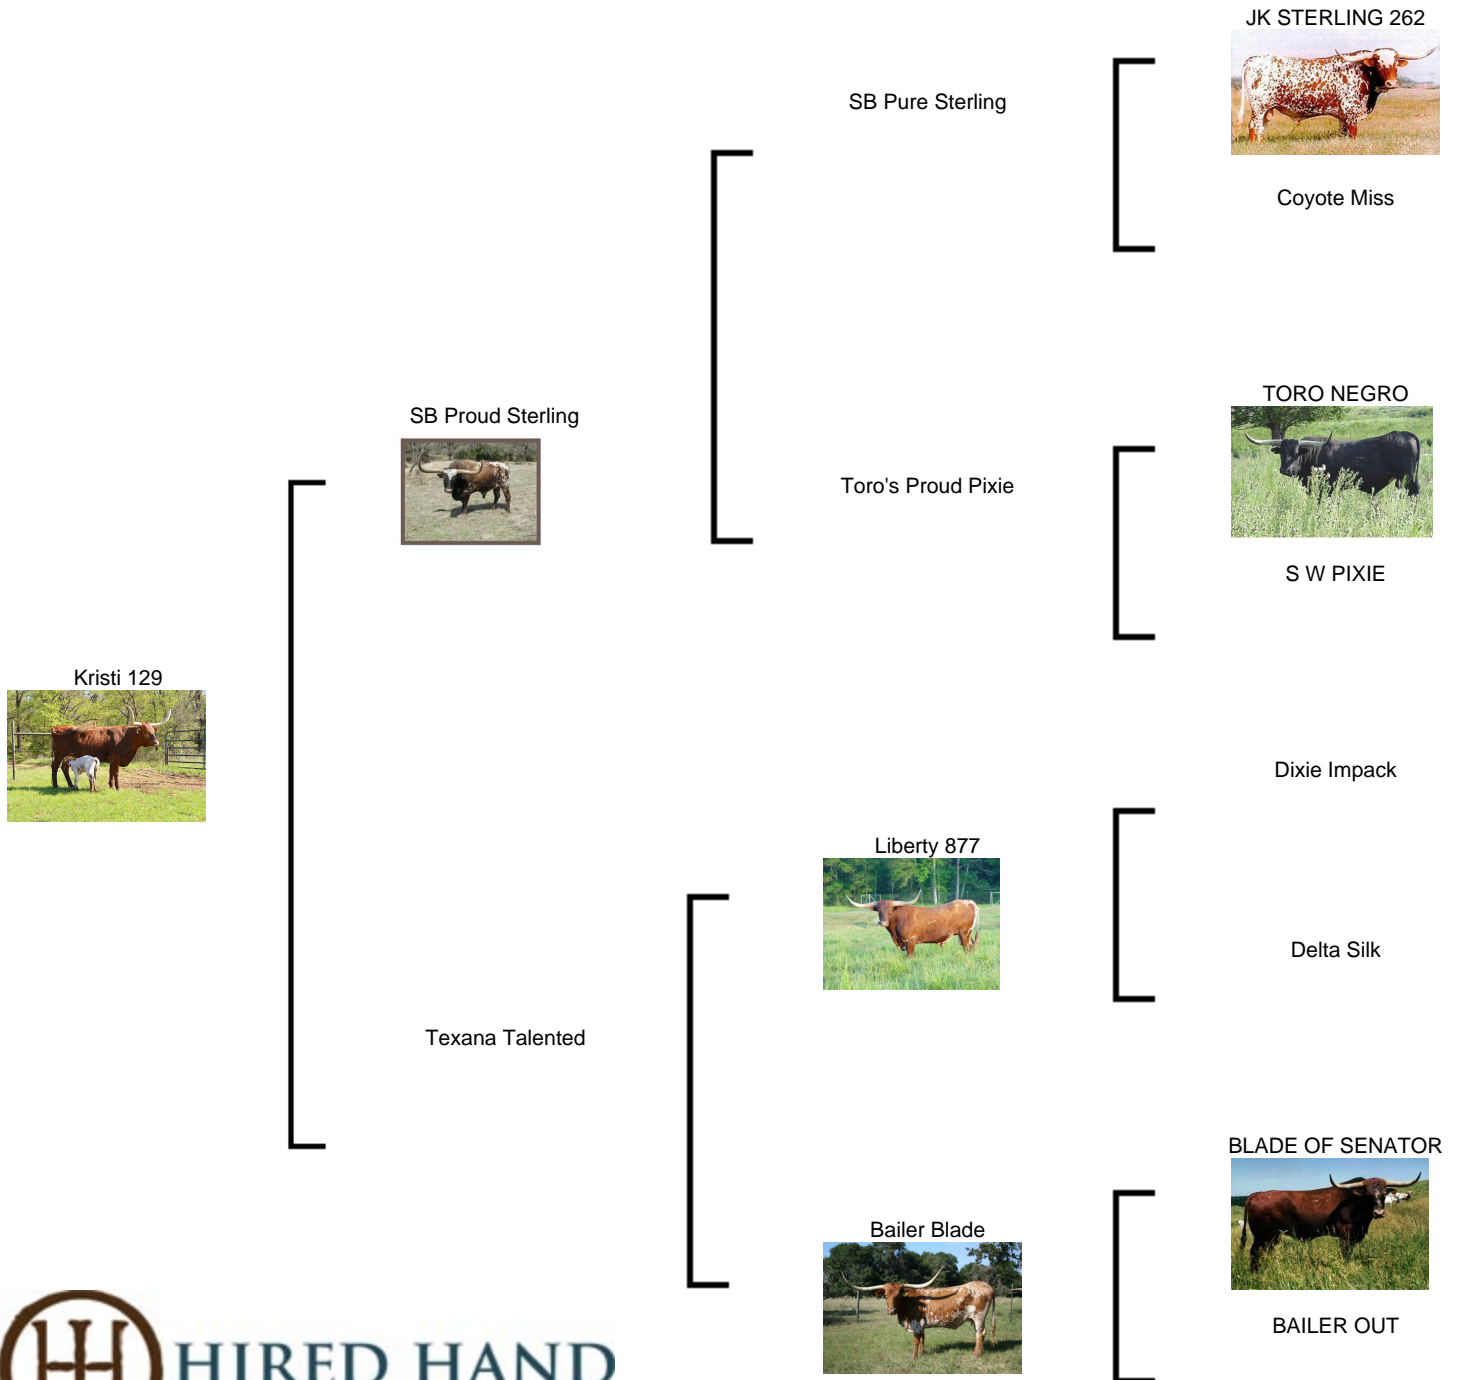 JK STERLING 262
SB Pure Sterling
Coyote Miss
TORO NEGRO
SB Proud Sterling
Toro's Proud Pixie
S W PIXIE
Kristi 129
Dixie Impack
Liberty 877
Delta Silk
Texana Talented
BLADE OF SENATOR
Bailer Blade
BAILER OUT
HIRED HAND